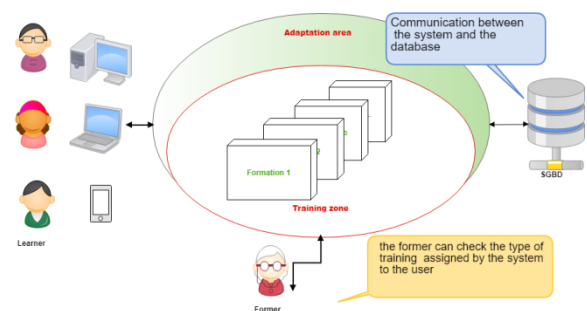 Adaptation area
Communication between
the system and the
database
Formation 1
2
Training zone
SGBD
Learner
the former can check the type of
training assigned by the system
to the user
Former